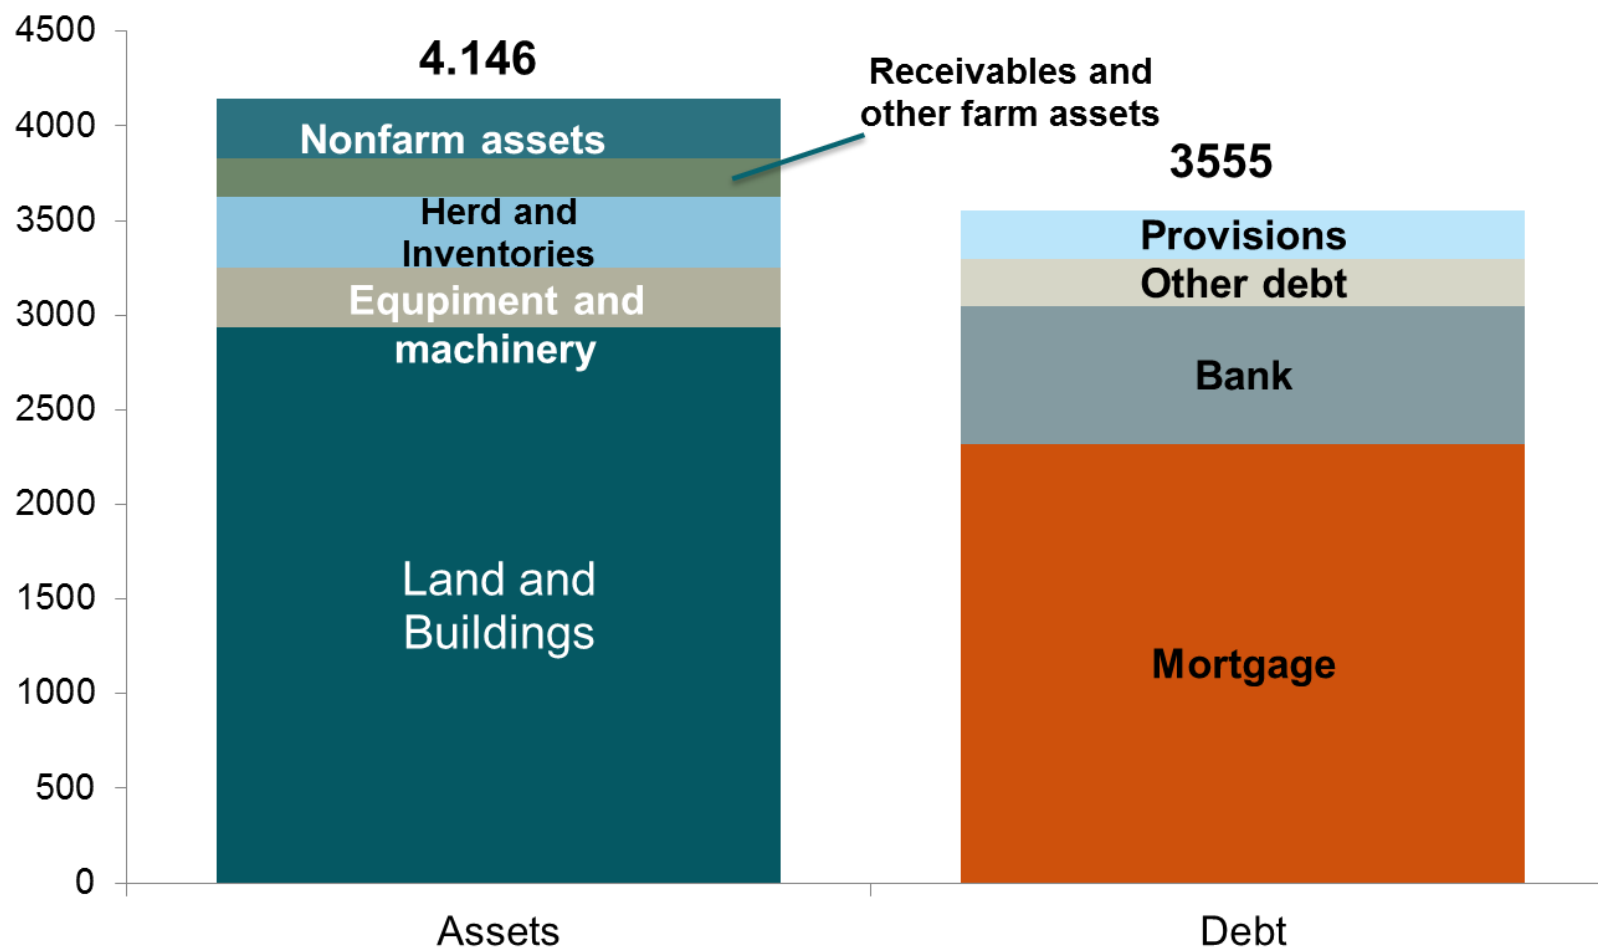 4500
4000
3500
3000
2500
2000
1500
1000
500
0
4.146
Nonfarm assets
Receivables and
other farm assets
Herd and
Inventories
Equpiment and
machinery
Land and
Buildings
3555
Provisions
Other debt
Bank
Mortgage
Assets
Debt